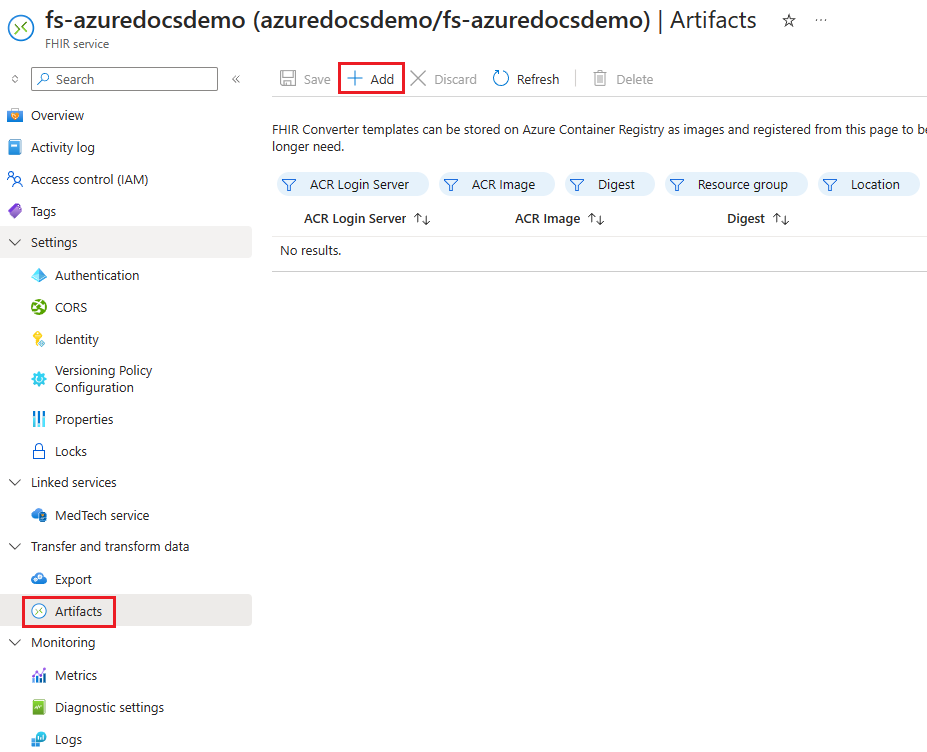 fs-azuredocsdemo (azuredocsdemo/fs-azuredocsdemo) | Artifacts
FHIR service
Search
Save
Add
Discard
Refresh
Delete
Overview
Activity log
Access control (IAM)
Tags
Settings
Authentication
CORS
Identity
Versioning Policy
Configuration
Properties
Locks
Linked services
MedTech service
Transfer and transform data
Export
Artifacts
Monitoring
Metrics
Diagnostic settings
Logs
FHIR Converter templates can be stored on Azure Container Registry as images and registered from this page to be
longer need.
ACR Login Server
ACR Image
Digest
Resource group
Location
ACR Login Server
ACR Image
Digest
No results.